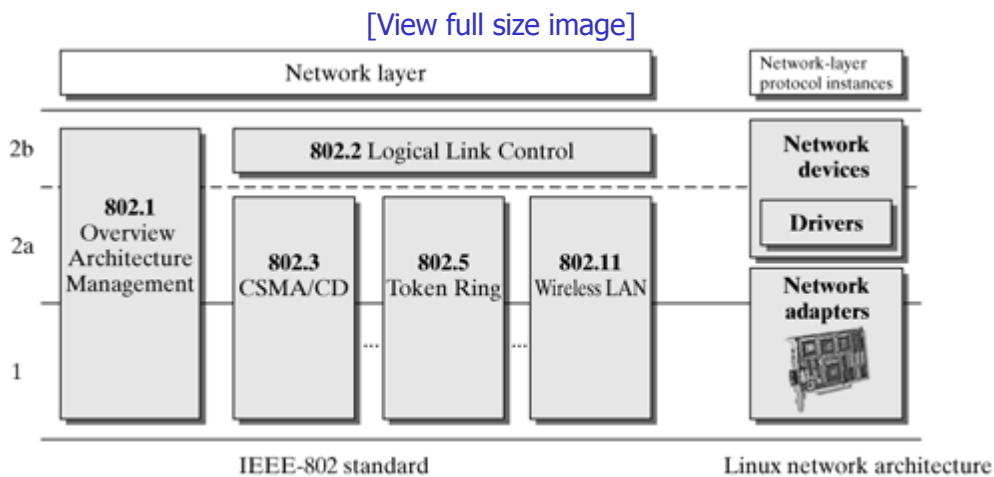 [View full size image]
Network layer
Network-layer
protocol instances
2b
802.2 Logical Link Control
Network
devices
802.1
Overview
Architecture
Management
2a
802.3
CSMA/CD
802.5
Token Ring
802.11
Wireless LAN
Drivers
Network
adapters
...
...
1
IEEE-802 standard
Linux network architecture